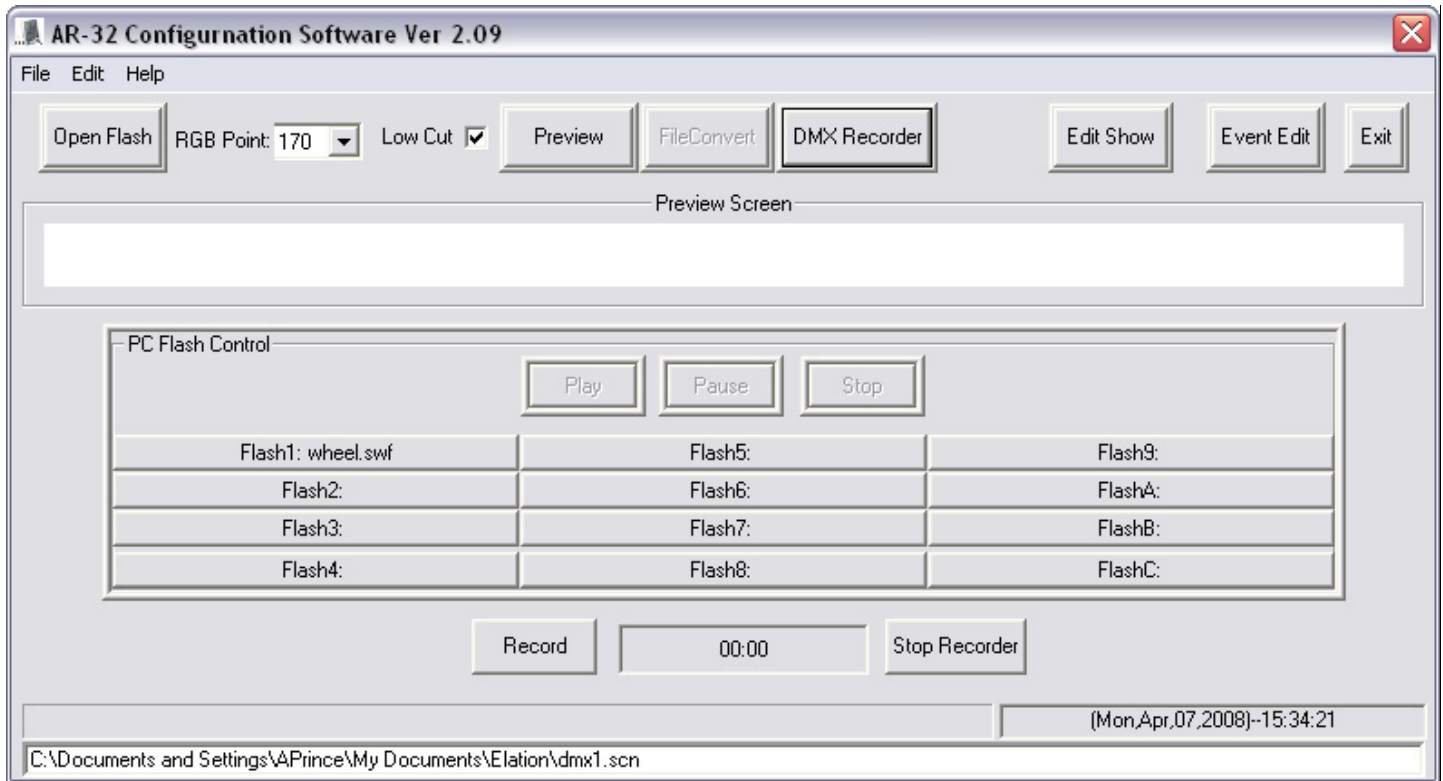 AR-32 Configurnation Software Ver 2.09
File Edit Help
Open Flash RGB Point: 170 Low Cut Preview FileConvert DMX Recorder Edit Show Event Edit Exit
Preview Screen
PC Flash Control
Play Pause Stop
Flash1: wheel.swf Flash5: Flash9:
Flash2: Flash6: FlashA:
Flash3: Flash7: FlashB:
Flash4: Flash8: FlashC:
Record 00:00 Stop Recorder
(Mon,Apr,07,2008)--15:34:21
C:\Documents and Settings\APrince\My Documents\Elation\dmx1.scn